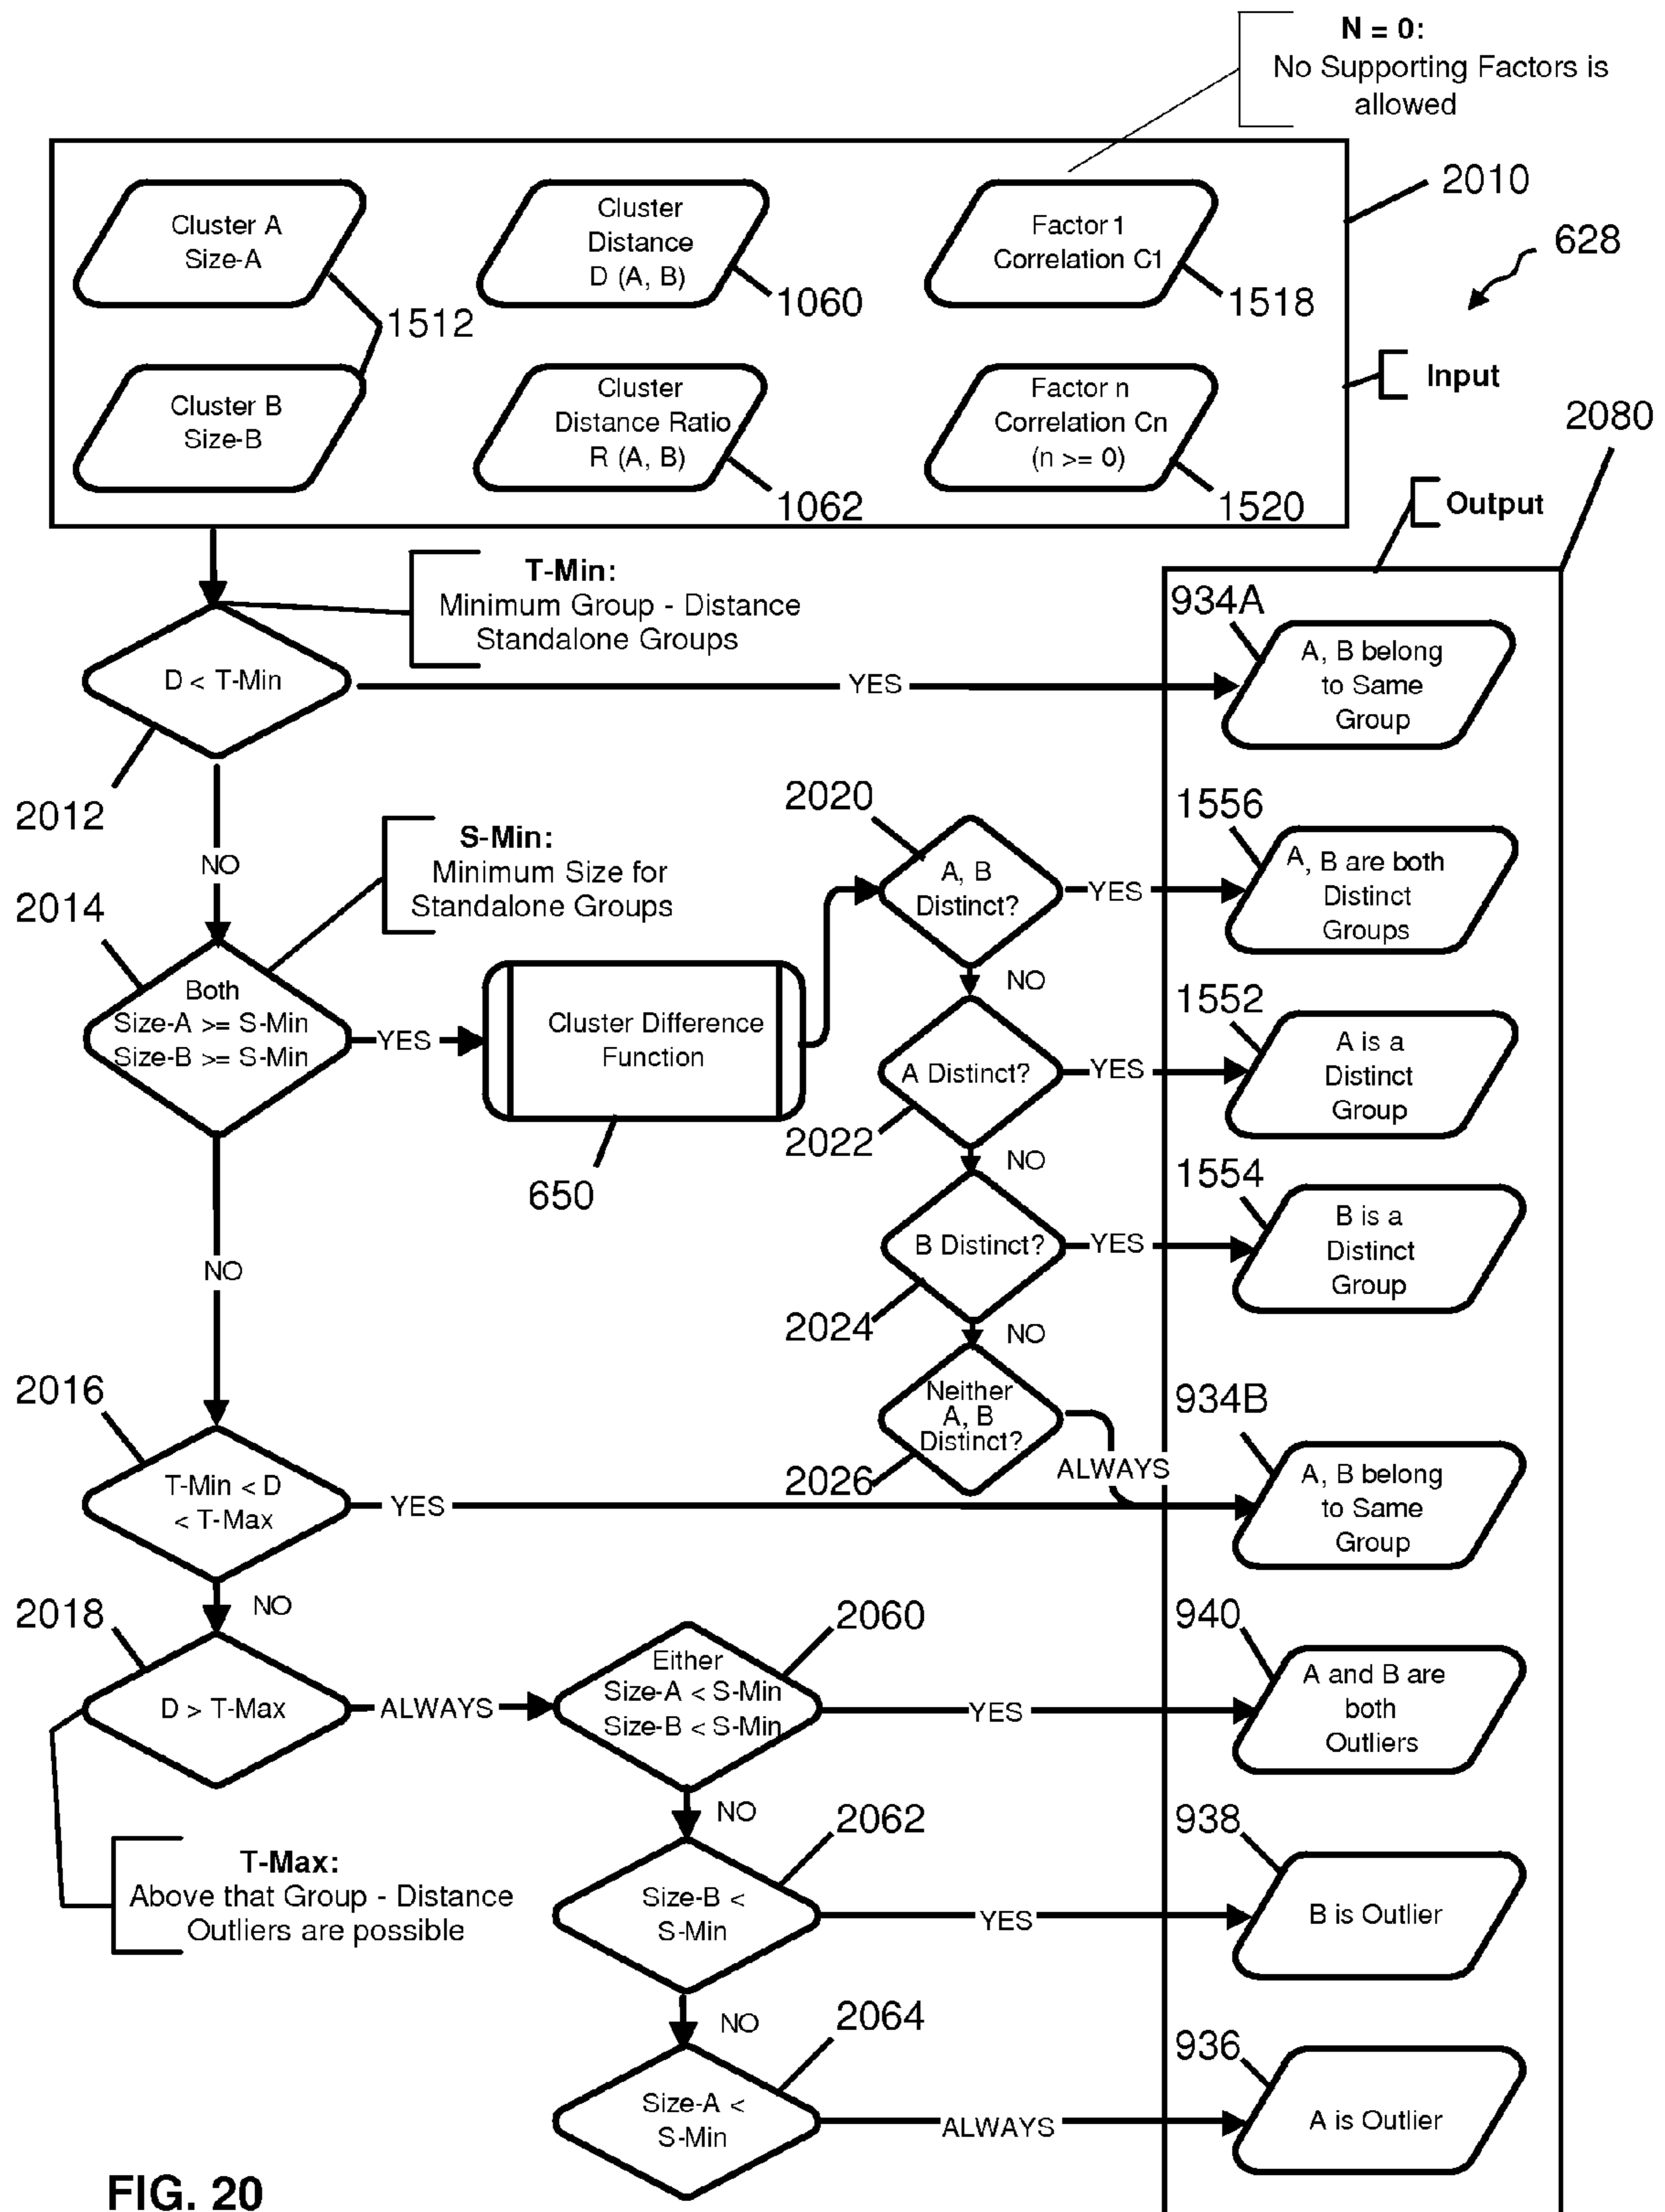 N = 0:
No Supporting Factors is
allowed
2010
628
Cluster A
Size-A
Cluster
Distance
D (A, B)
Factor 1
Correlation C1
1512
1060
1518
Cluster B
Size-B
Cluster
Distance Ratio
R (A, B)
Factor n
Correlation Cn
(n >= 0)
1062
1520
Input
2080
Output
T-Min:
Minimum Group - Distance
Standalone Groups
D < T-Min
YES
934A
A, B belong
to Same
Group
2012
NO
S-Min:
Minimum Size for
Standalone Groups
2014
Both
Size-A >= S-Min
Size-B >= S-Min
YES
Cluster Difference
Function
650
2020
A, B
Distinct?
YES
1556
A, B are both
Distinct
Groups
NO
A Distinct?
2022
YES
1552
A is a
Distinct
Group
NO
B Distinct?
2024
YES
1554
B is a
Distinct
Group
NO
Neither
A, B
Distinct?
2026
ALWAYS
NO
2016
T-Min < D
< T-Max
YES
934B
A, B belong
to Same
Group
NO
2018
D > T-Max
ALWAYS
2060
Either
Size-A < S-Min
Size-B < S-Min
YES
940
A and B are
both
Outliers
NO
T-Max:
Above that Group - Distance
Outliers are possible
2062
Size-B <
S-Min
YES
938
B is Outlier
NO
2064
Size-A <
S-Min
ALWAYS
936
A is Outlier
FIG. 20